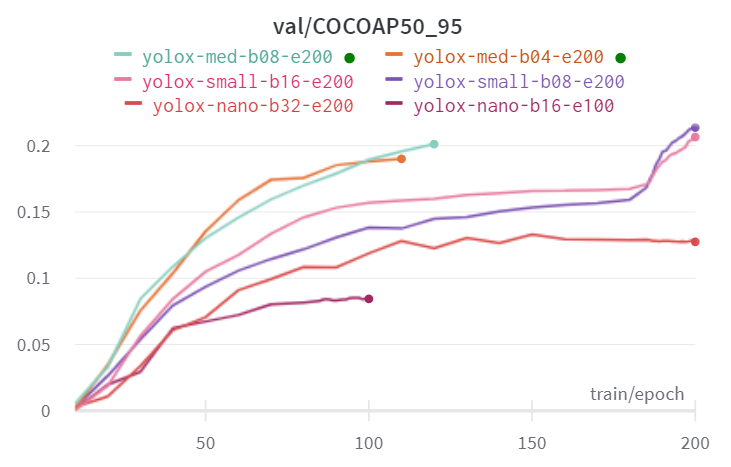 val/COCOAP50_95
yolox-med-b08-e200 yolox-med-b04-e200
yolox-small-b16-e200 yolox-small-b08-e200
yolox-nano-b32-e200 yolox-nano-b16-e100
0.2
0.15
0.1
0.05
train/epoch
0
50 100 150 200